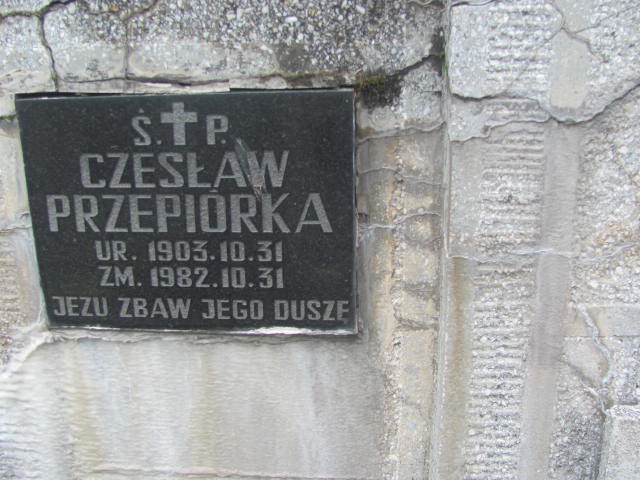 Ś. P.
CZESŁAW
PRZEPIÓRKA
UR. 1903.10.31
ZM. 1982.10.31
JEZU ZBAW JEGO DUSZĘ